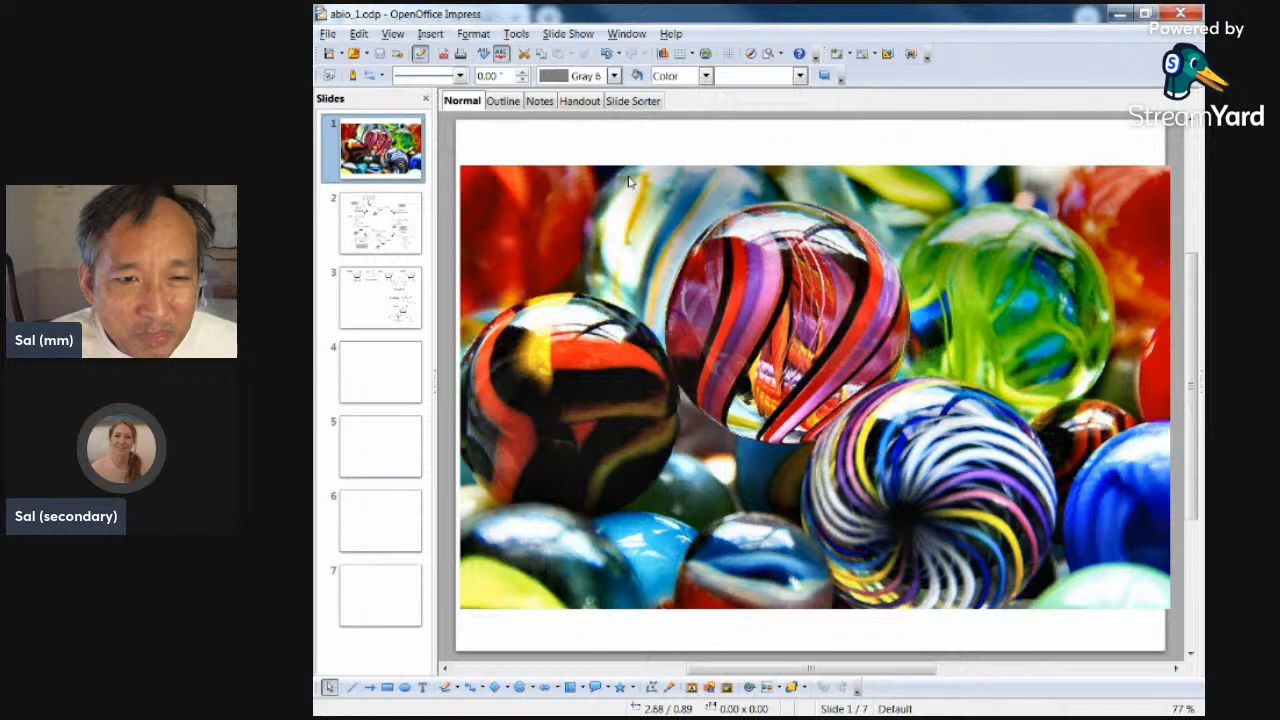 abio_1.odp - OpenOffice Impress
Powered by
StreamYard
File Edit View Insert Format Tools Slide Show Window Help
0.00 " Gray 6 Color
Slides
Normal Outline Notes Handout Slide Sorter
1
2
3
4
5
6
7
Sal (mm)
Sal (secondary)
2.68 / 0.89 0.00 x 0.00 Slide 1 / 7 Default 77 %